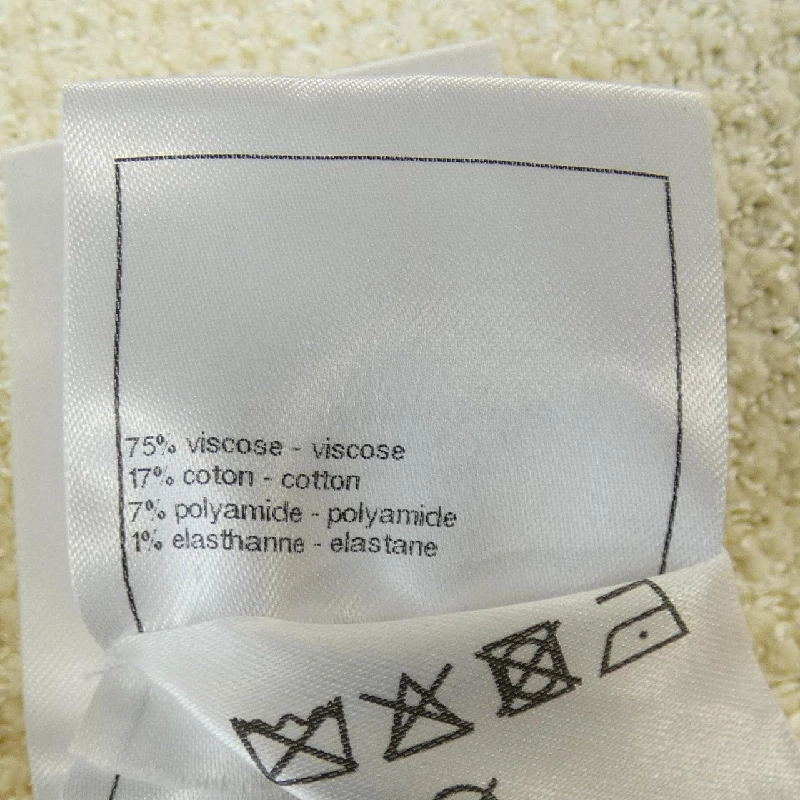 75% viscose - viscose
17% coton - cotton
7% polyamide - polyamide
1% elasthanne - elastane